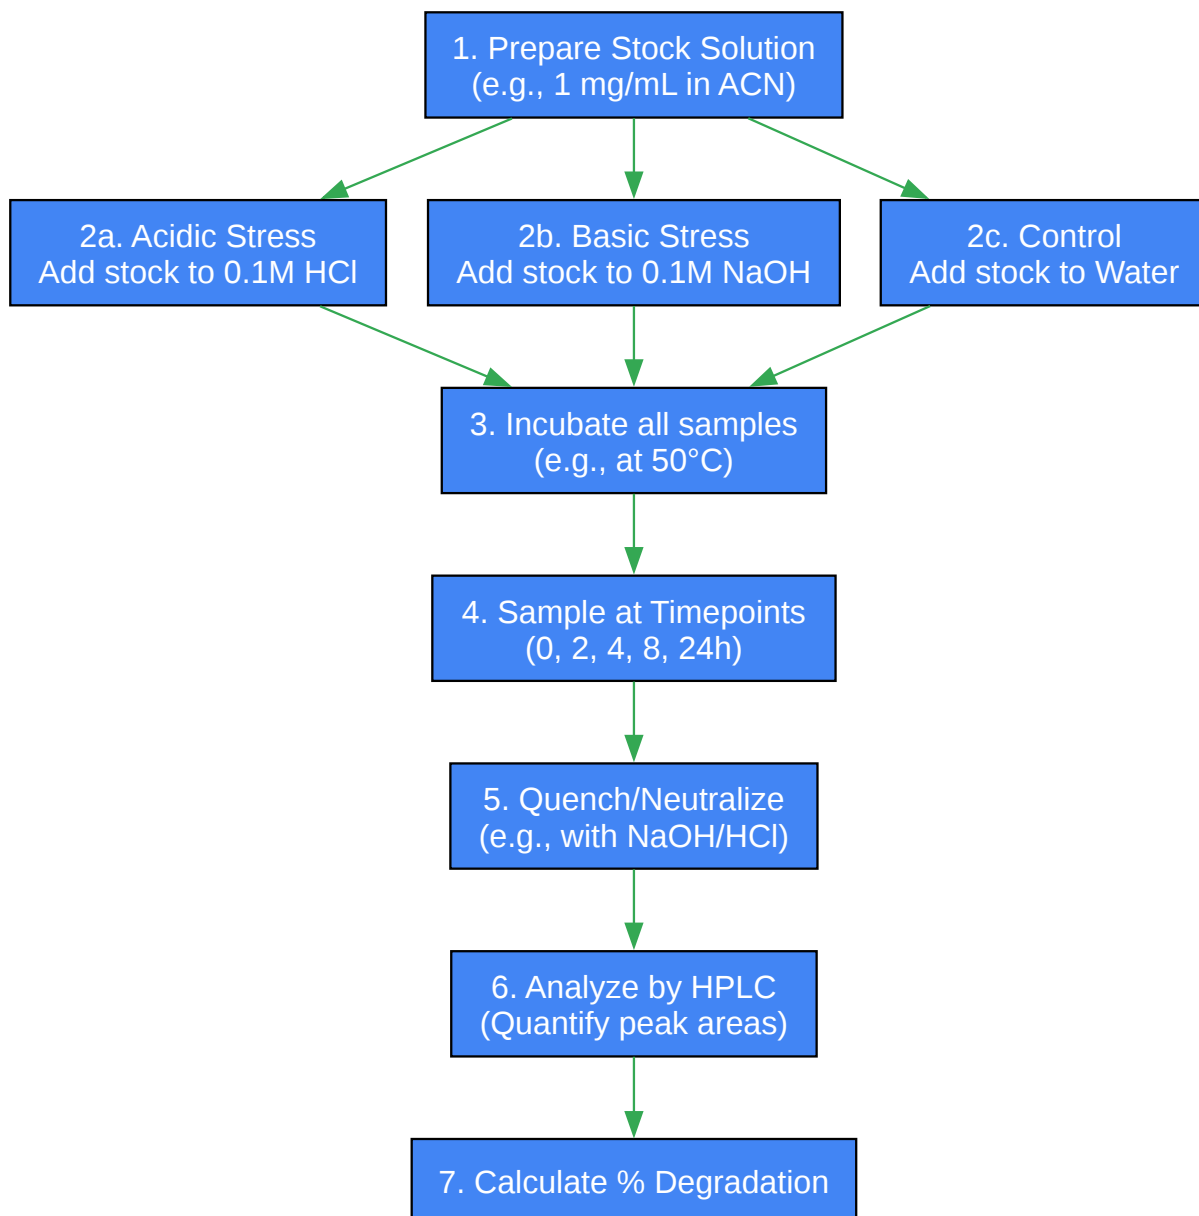 1. Prepare Stock Solution
(e.g., 1 mg/mL in ACN)
2a. Acidic Stress
Add stock to 0.1M HCl
2b. Basic Stress
Add stock to 0.1M NaOH
2c. Control
Add stock to Water
3. Incubate all samples
(e.g., at 50°C)
4. Sample at Timepoints
(0, 2, 4, 8, 24h)
5. Quench/Neutralize
(e.g., with NaOH/HCl)
6. Analyze by HPLC
(Quantify peak areas)
7. Calculate % Degradation